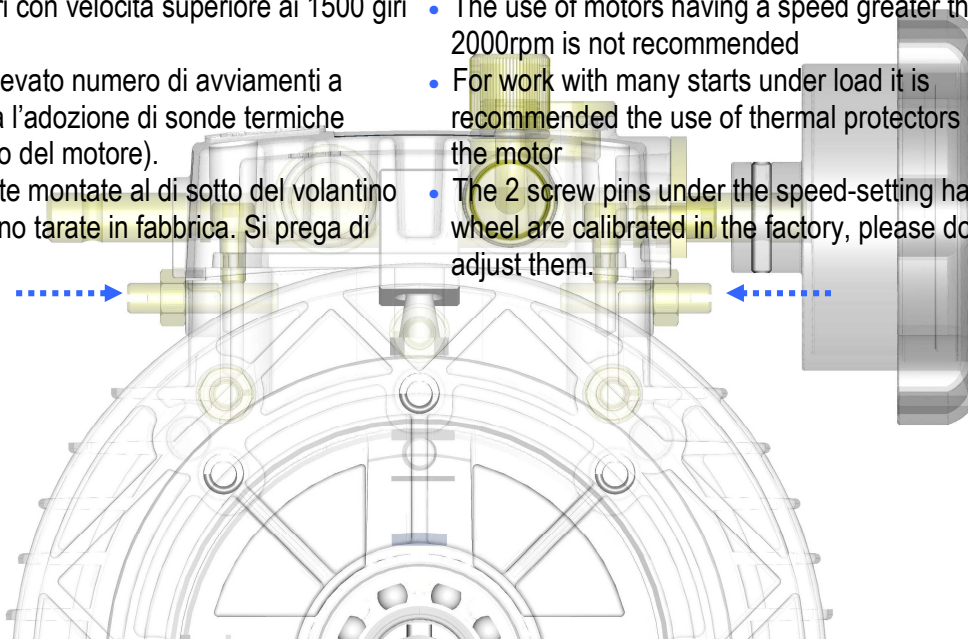 ri con velocità superiore ai 1500 giri
levato numero di avviamenti a
a l’adozione di sonde termiche
o del motore).
te montate al di sotto del volantino
no tarate in fabbrica. Si prega di
• The use of motors having a speed greater th
2000rpm is not recommended
• For work with many starts under load it is
recommended the use of thermal protectors
the motor
• The 2 screw pins under the speed-setting ha
wheel are calibrated in the factory, please do
adjust them.